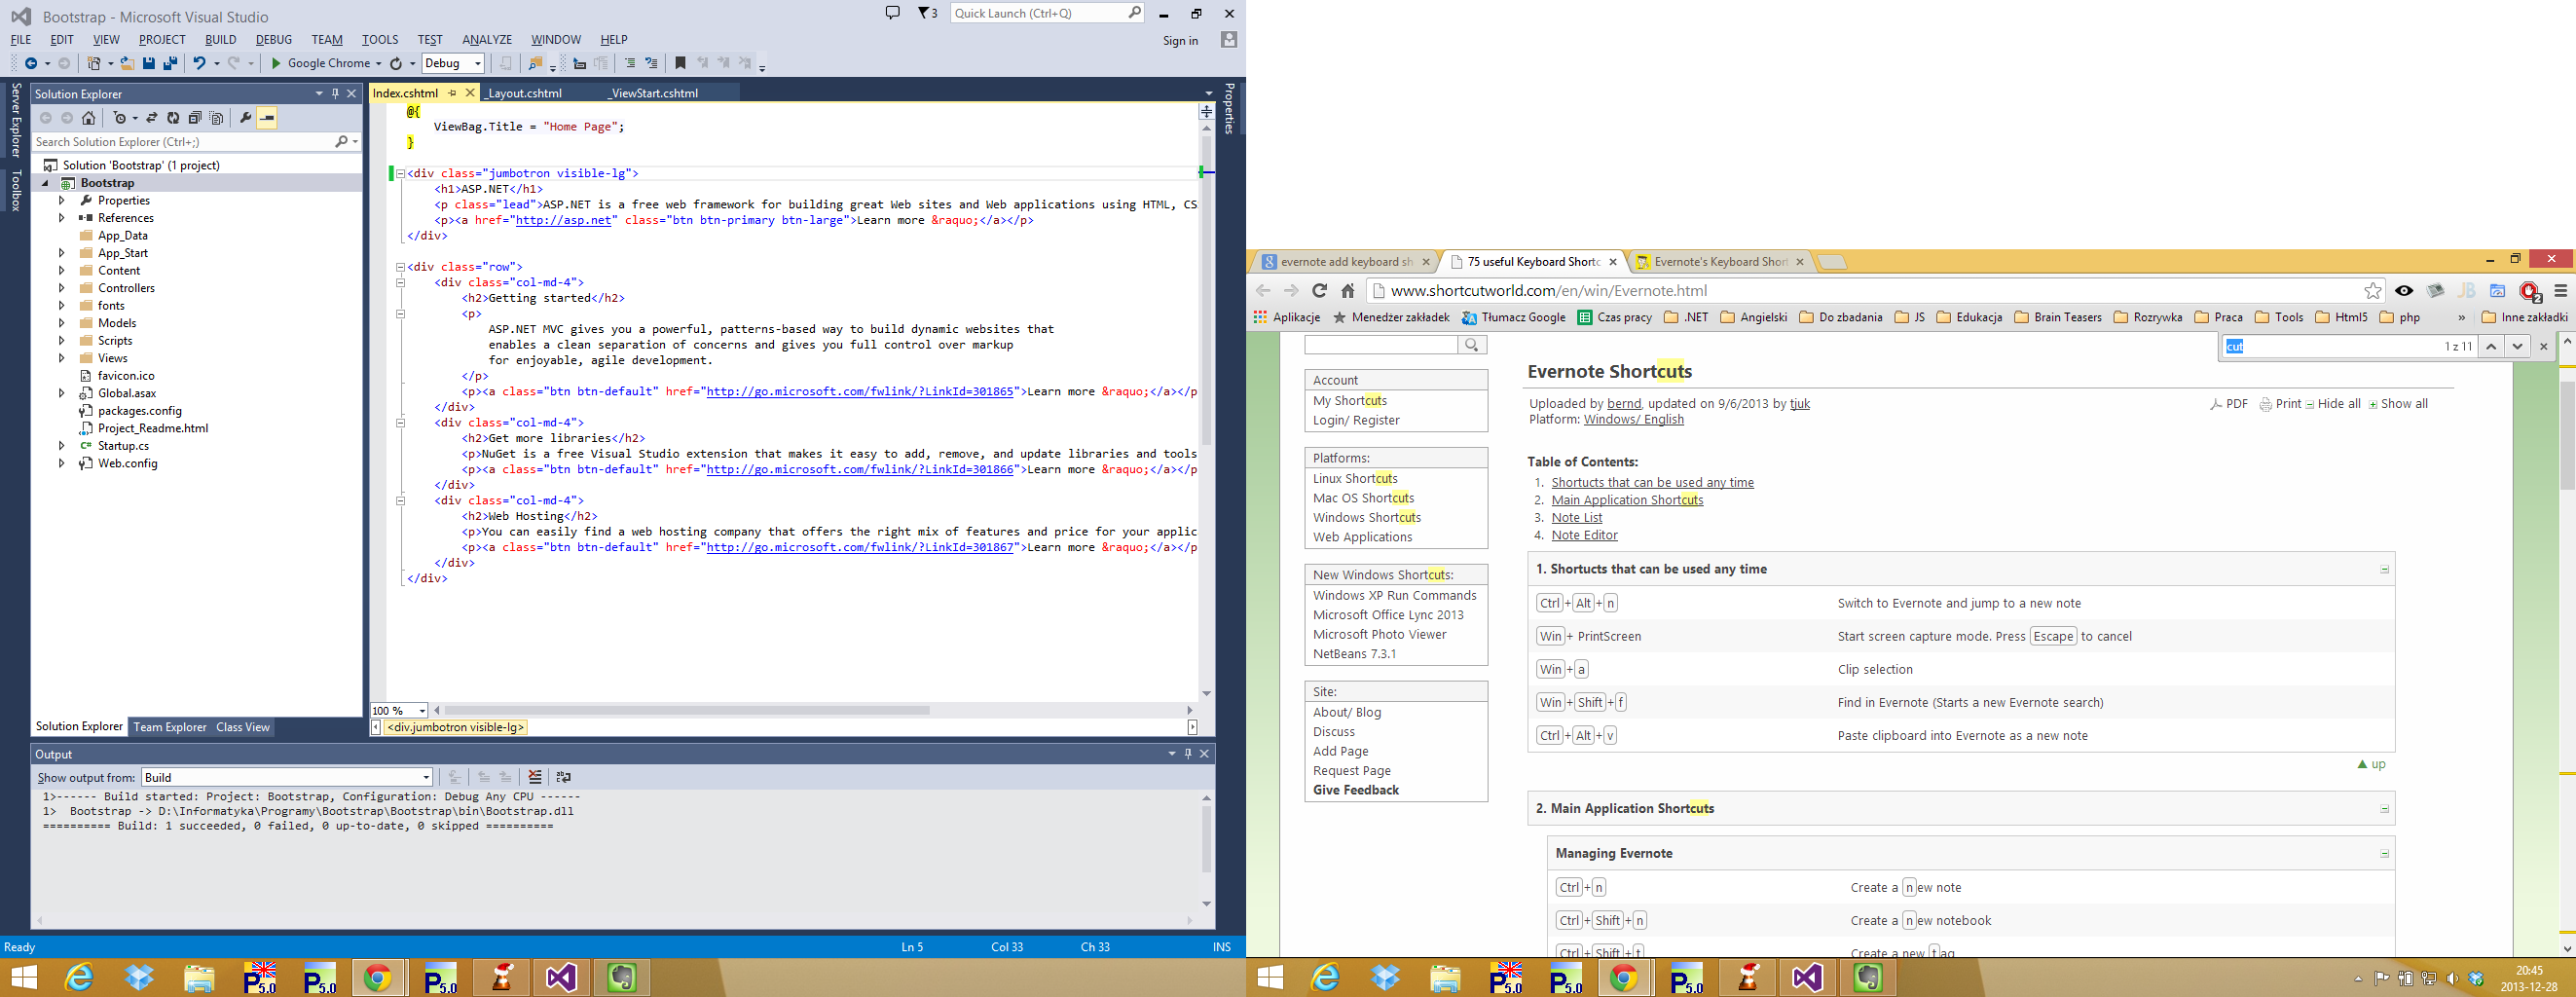 Bootstrap - Microsoft Visual Studio
3
Quick Launch (Ctrl+Q)
FILE EDIT VIEW PROJECT BUILD DEBUG TEAM TOOLS TEST ANALYZE WINDOW HELP
Sign in
Google Chrome Debug
Server Explorer
Toolbox
Solution Explorer
Search Solution Explorer (Ctrl+;)
Solution 'Bootstrap' (1 project)
Bootstrap
Properties
References
App_Data
App_Start
Content
Controllers
fonts
Models
Scripts
Views
favicon.ico
Global.asax
packages.config
Project_Readme.html
Startup.cs
Web.config
Solution Explorer Team Explorer Class View
Index.cshtml _Layout.cshtml _ViewStart.cshtml
Properties
@{
ViewBag.Title = "Home Page";
}
<div class="jumbotron visible-lg">
<h1>ASP.NET</h1>
<p class="lead">ASP.NET is a free web framework for building great Web sites and Web applications using HTML, CS
<p><a href="http://asp.net" class="btn btn-primary btn-large">Learn more &raquo;</a></p>
</div>
<div class="row">
<div class="col-md-4">
<h2>Getting started</h2>
<p>
ASP.NET MVC gives you a powerful, patterns-based way to build dynamic websites that
enables a clean separation of concerns and gives you full control over markup
for enjoyable, agile development.
</p>
<p><a class="btn btn-default" href="http://go.microsoft.com/fwlink/?LinkId=301865">Learn more &raquo;</a></p
</div>
<div class="col-md-4">
<h2>Get more libraries</h2>
<p>NuGet is a free Visual Studio extension that makes it easy to add, remove, and update libraries and tools
<p><a class="btn btn-default" href="http://go.microsoft.com/fwlink/?LinkId=301866">Learn more &raquo;</a></p
</div>
<div class="col-md-4">
<h2>Web Hosting</h2>
<p>You can easily find a web hosting company that offers the right mix of features and price for your applic
<p><a class="btn btn-default" href="http://go.microsoft.com/fwlink/?LinkId=301867">Learn more &raquo;</a></p
</div>
</div>
100 %
<div.jumbotron visible-lg>
Output
Show output from: Build
1>------ Build started: Project: Bootstrap, Configuration: Debug Any CPU ------
1> Bootstrap -> D:\Informatyka\Programy\Bootstrap\Bootstrap\bin\Bootstrap.dll
========== Build: 1 succeeded, 0 failed, 0 up-to-date, 0 skipped ==========
Ready Ln 5 Col 33 Ch 33 INS
P 5.0 P 5.0 P 5.0
evernote add keyboard sh 75 useful Keyboard Shortc Evernote's Keyboard Short
www.shortcutworld.com/en/win/Evernote.html
Aplikacje Menedżer zakładek Tłumacz Google Czas pracy .NET Angielski Do zbadania JS Edukacja Brain Teasers Rozrywka Praca Tools Html5 php » Inne zakładki
cut 1 z 11
Account
My Shortcuts
Login/ Register
Platforms:
Linux Shortcuts
Mac OS Shortcuts
Windows Shortcuts
Web Applications
New Windows Shortcuts:
Windows XP Run Commands
Microsoft Office Lync 2013
Microsoft Photo Viewer
NetBeans 7.3.1
Site:
About/ Blog
Discuss
Add Page
Request Page
Give Feedback
Evernote Shortcuts
Uploaded by bernd, updated on 9/6/2013 by tjuk
Platform: Windows/ English
PDF Print Hide all Show all
Table of Contents:
1. Shortucts that can be used any time
2. Main Application Shortcuts
3. Note List
4. Note Editor
1. Shortucts that can be used any time
Ctrl+Alt+n Switch to Evernote and jump to a new note
Win+ PrintScreen Start screen capture mode. Press Escape to cancel
Win+a Clip selection
Win+Shift+f Find in Evernote (Starts a new Evernote search)
Ctrl+Alt+v Paste clipboard into Evernote as a new note
▲ up
2. Main Application Shortcuts
Managing Evernote
Ctrl+n Create a new note
Ctrl+Shift+n Create a new notebook
Ctrl+Shift+t Create a new tag
P 5.0 P 5.0 P 5.0
20:45
2013-12-28